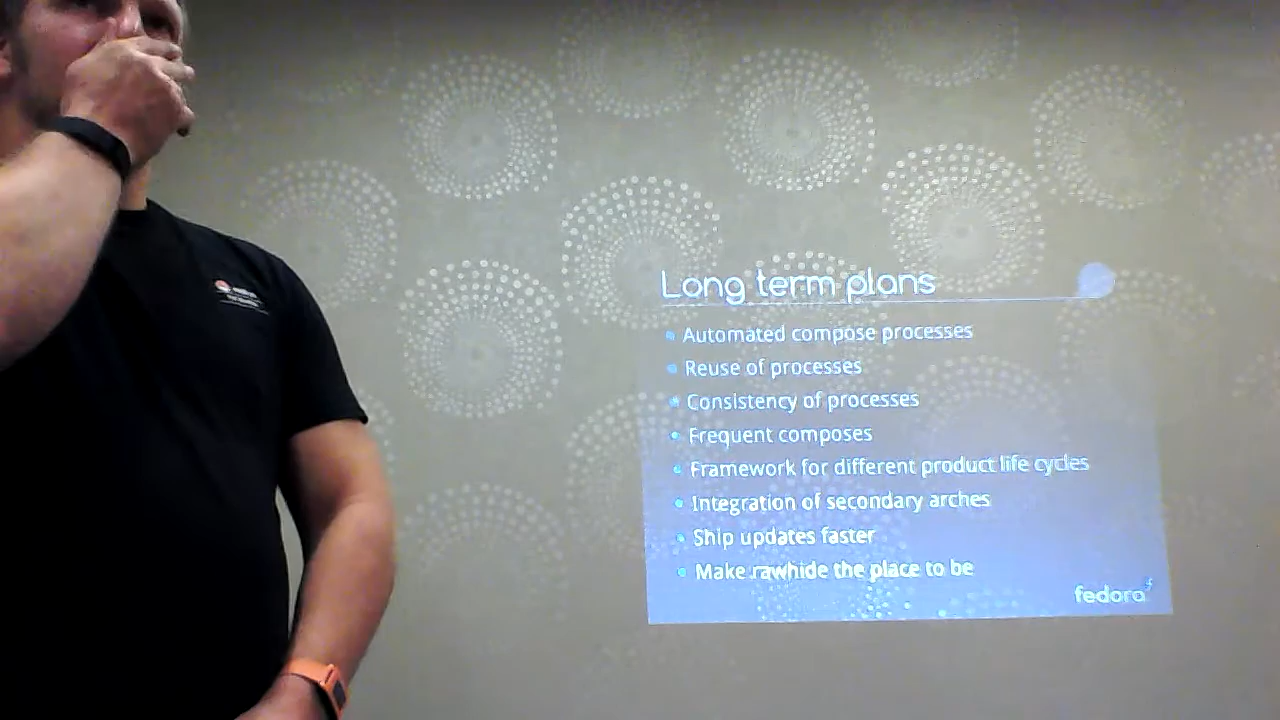 Long term plans
Automated compose processes
Reuse of processes
Consistency of processes
Frequent composes
Framework for different product life cycles
Integration of secondary arches
Ship updates faster
Make rawhide the place to be
fedora